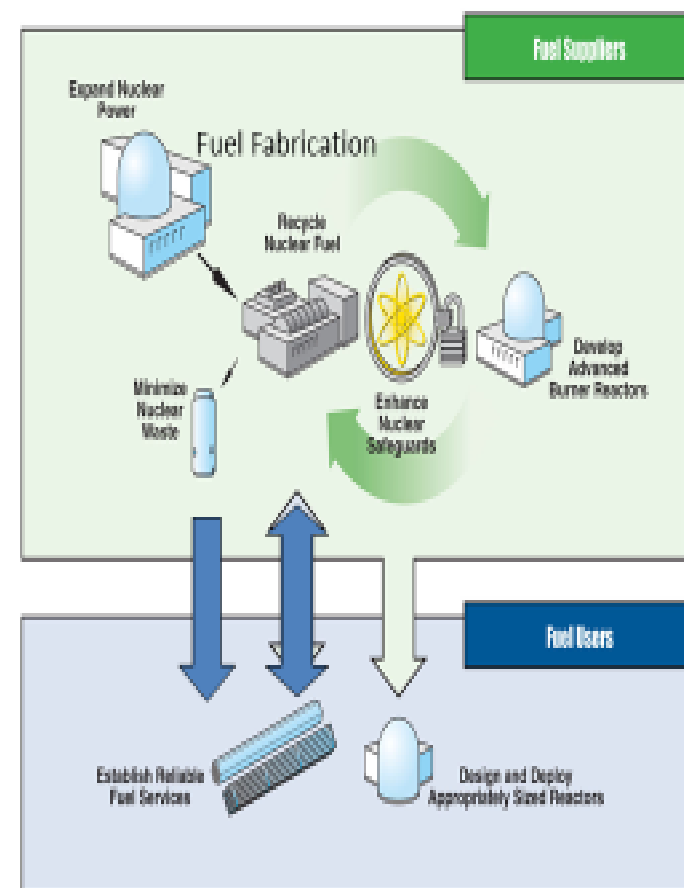 Fuel Suppliers
Expand Nuclear
Power
Fuel Fabrication
Recycle
Nuclear Fuel
Develop
Advanced
Burner Reactors
Minimize
Nuclear
Waste
Enhance
Nuclear
Safeguards
Fuel Users
Establish Reliable
Fuel Services
Design and Deploy
Appropriately Sized Reactors